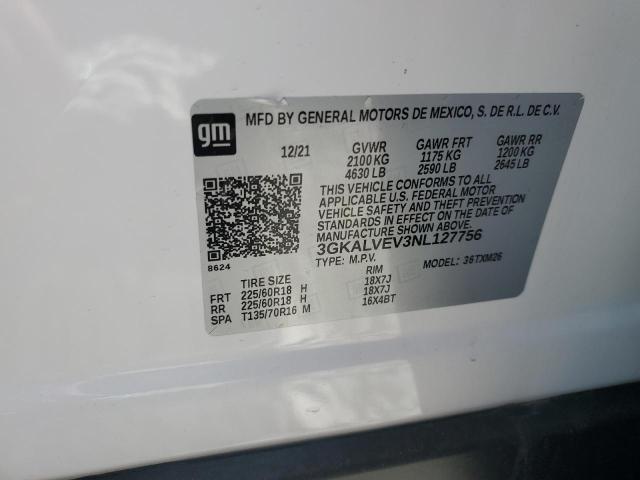 gm
MFD BY GENERAL MOTORS DE MEXICO, S. DE R.L. DE C.V.
12/21 GVWR GAWR FRT GAWR RR
2100 KG 1175 KG 1200 KG
4630 LB 2590 LB 2645 LB
THIS VEHICLE CONFORMS TO ALL
APPLICABLE U.S. FEDERAL MOTOR
VEHICLE SAFETY AND THEFT PREVENTION
STANDARDS IN EFFECT ON THE DATE OF
MANUFACTURE SHOWN ABOVE.
3GKALVEV3NL127756
8624
TYPE: M.P.V. MODEL: 36TXM26
TIRE SIZE RIM
FRT 225/60R18 H 18X7J
RR 225/60R18 H 18X7J
SPA T135/70R16 M 16X4BT